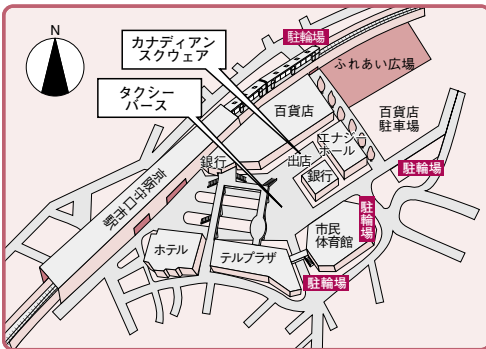 N
カナディアン
スクウェア
駐輪場
ふれあい広場
タクシー
バース
百貨店
百貨店
駐車場
エナジー
ホール
銀行
出店
銀行
駐輪場
京阪守口市駅
駐輪場
市民
体育館
ホテル
テルプラザ
駐輪場